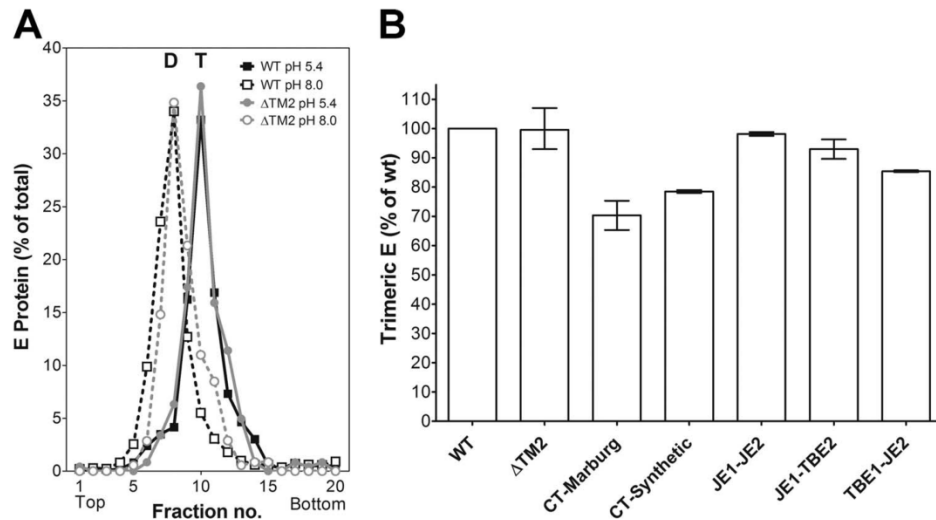 A
D T
WT pH 5.4
WT pH 8.0
ΔTM2 pH 5.4
ΔTM2 pH 8.0
E Protein (% of total)
40
35
30
25
20
15
10
5
0
1 5 10 15 20
Top Bottom
Fraction no.
B
Trimeric E (% of wt)
110
100
90
80
70
60
50
40
30
20
10
0
WT
ΔTM2
CT-Marburg
CT-Synthetic
JE1-JE2
JE1-TBE2
TBE1-JE2